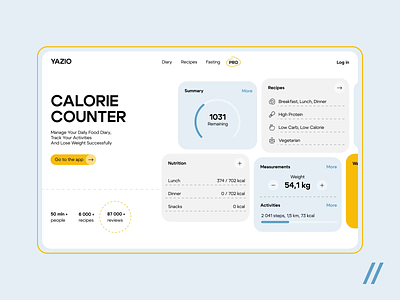 YAZIO
Diary Recipes Fasting PRO
Log in
CALORIE
COUNTER
Manage Your Daily Food Diary,
Track Your Activities
And Lose Weight Successfully
Go to the app →
50 min +
people
6 000 +
recipes
87 000 +
reviews
Summary More
1031
Remaining
Recipes →
Breakfast, Lunch, Dinner
High Protein
Low Carb, Low Calorie
Vegetarian
Nutrition +
Lunch 374 / 702 kcal
Dinner 0 / 702 kcal
Snacks 0 kcal
Measurements More
Weight
− 54,1 kg +
Activities More
2 041 steps, 1,5 km, 73 kcal